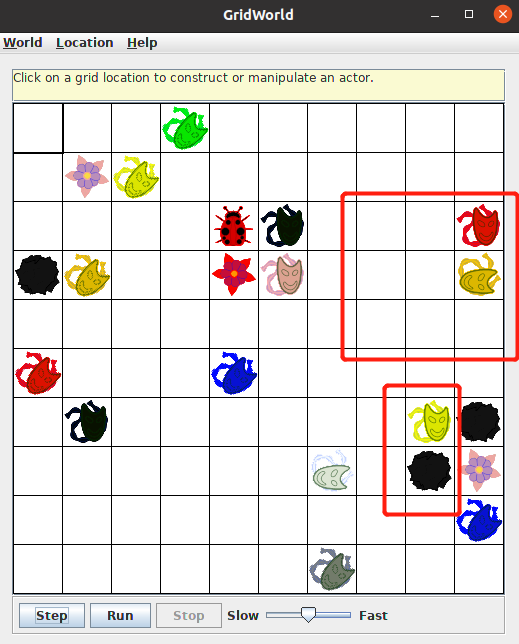 GridWorld
World Location Help
Click on a grid location to construct or manipulate an actor.
Step Run Stop Slow Fast